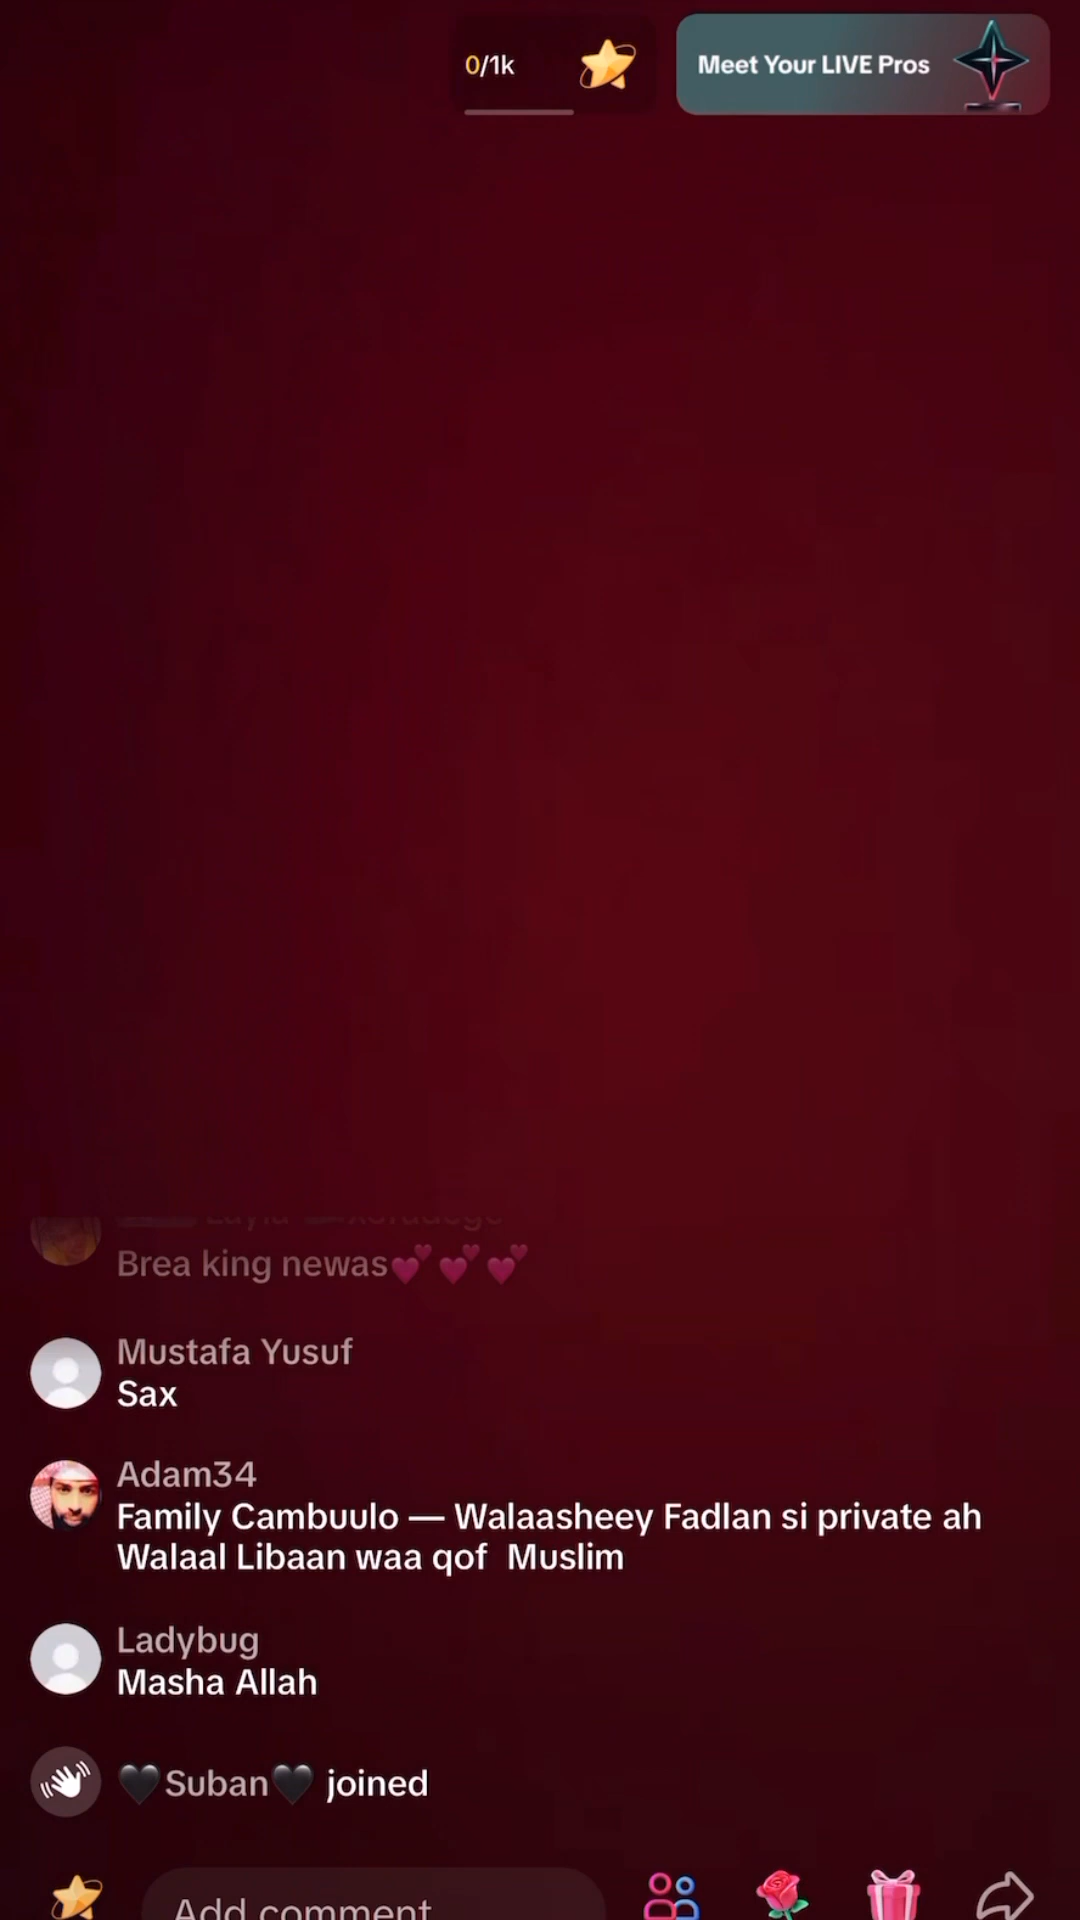 0/1k
Meet Your LIVE Pros
Brea king newas💕💕💕
Mustafa Yusuf
Sax
Adam34
Family Cambuulo — Walaasheey Fadlan si private ah
Walaal Libaan waa qof Muslim
Ladybug
Masha Allah
🖤Suban🖤 joined
Add comment